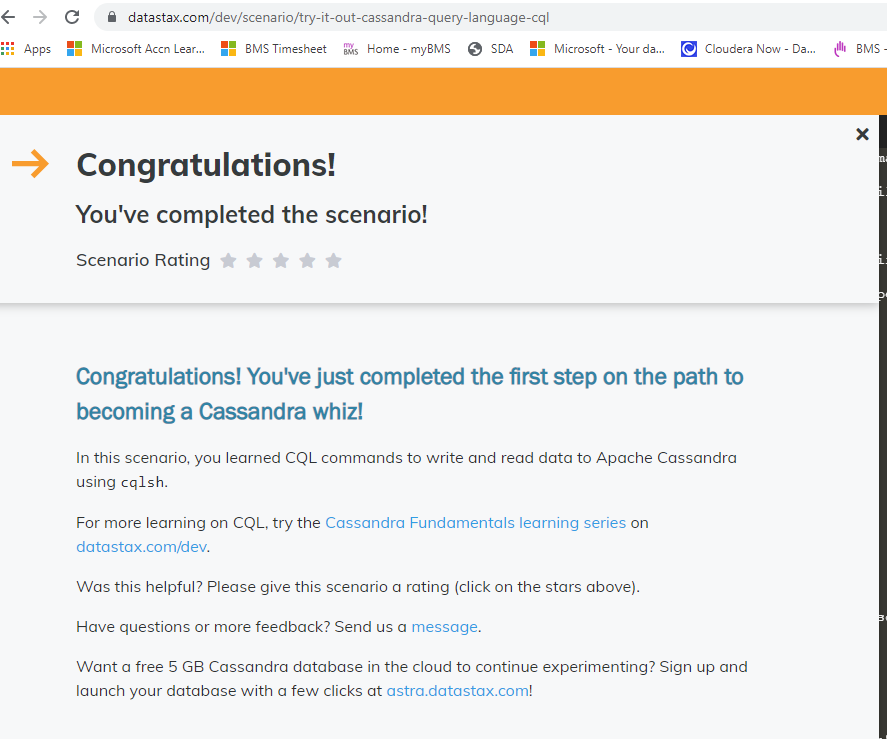 datastax.com/dev/scenario/try-it-out-cassandra-query-language-cql
Apps Microsoft Accn Lear... BMS Timesheet my BMS Home - myBMS SDA Microsoft - Your da... Cloudera Now - Da... BMS -
Congratulations!
You've completed the scenario!
Scenario Rating
Congratulations! You've just completed the first step on the path to
becoming a Cassandra whiz!
In this scenario, you learned CQL commands to write and read data to Apache Cassandra
using cqlsh.
For more learning on CQL, try the Cassandra Fundamentals learning series on
datastax.com/dev.
Was this helpful? Please give this scenario a rating (click on the stars above).
Have questions or more feedback? Send us a message.
Want a free 5 GB Cassandra database in the cloud to continue experimenting? Sign up and
launch your database with a few clicks at astra.datastax.com!